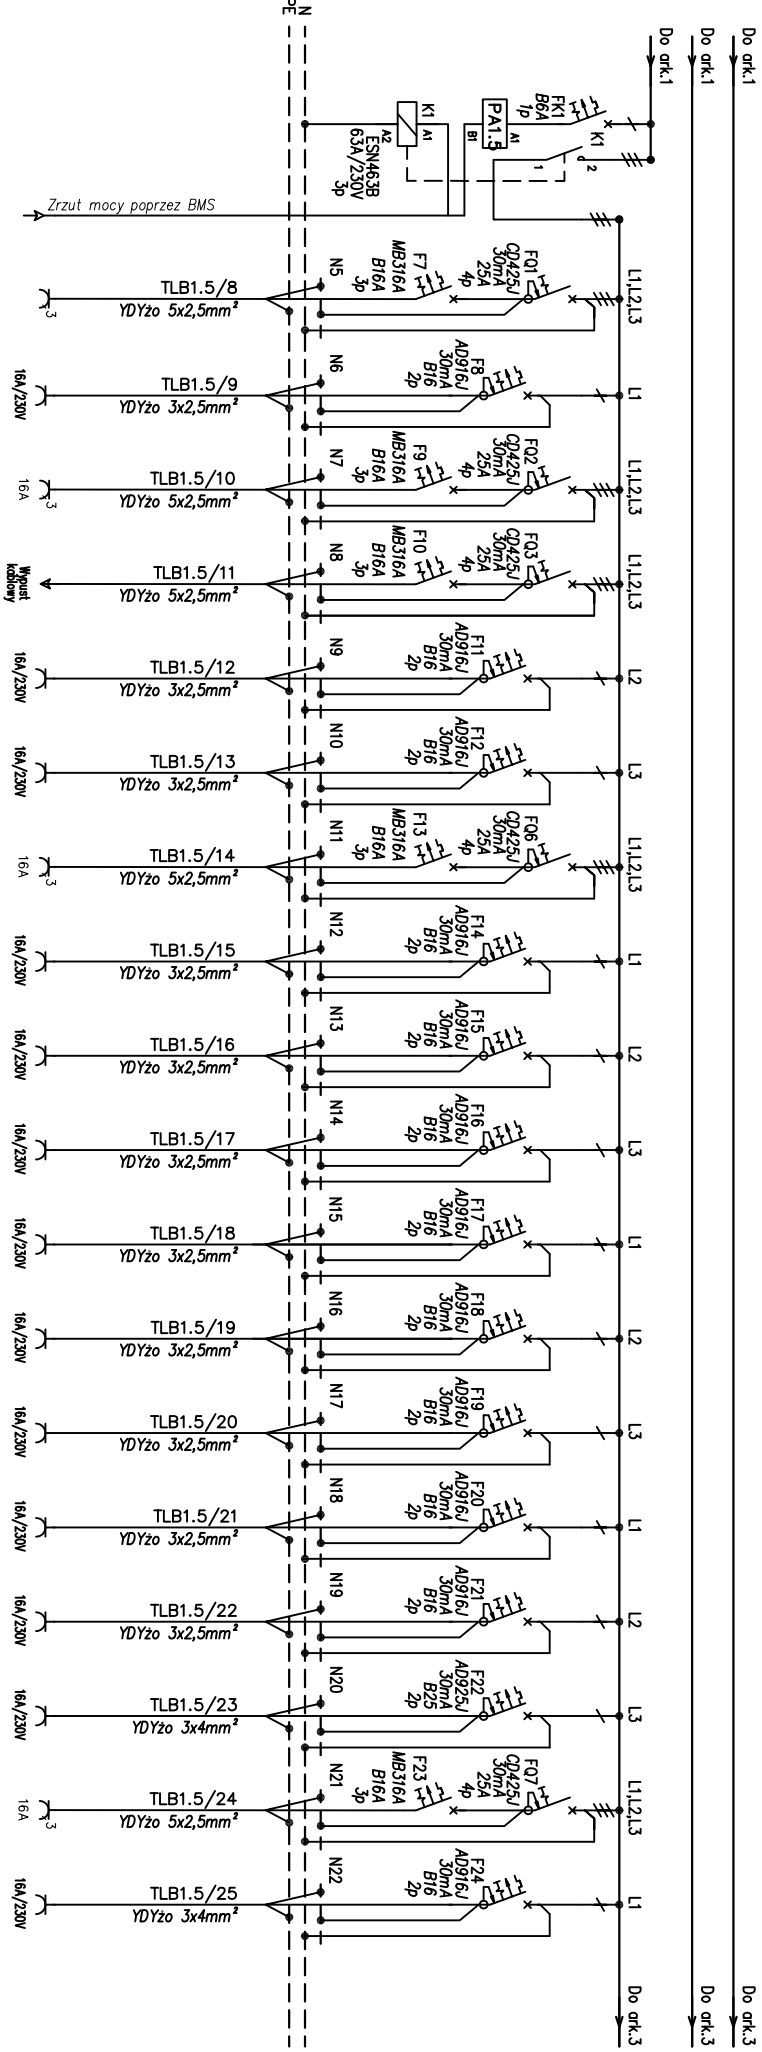 Do ark.1
Do ark.1
Do ark.1
N
PE
FK1
B6A
1p
K1
1
2
PA1.5
A1
B1
K1
A1
A2
ESN463B
63A/230V
3p
Zrzut mocy poprzez BMS
L1,L2,L3
FQ1
CD425J
30mA
25A
4p
F7
MB316A
B16A
3p
N5
TLB1.5/8
YDYżo 5x2,5mm²
3
L1
F8
AD916J
30mA
B16
2p
N6
TLB1.5/9
YDYżo 3x2,5mm²
16A/230V
L1,L2,L3
FQ2
CD425J
30mA
25A
4p
F9
MB316A
B16A
3p
N7
TLB1.5/10
YDYżo 5x2,5mm²
3
16A
L1,L2,L3
FQ3
CD425J
30mA
25A
4p
F10
MB316A
B16A
3p
N8
TLB1.5/11
YDYżo 5x2,5mm²
Wypust
kablowy
L2
F11
AD916J
30mA
B16
2p
N9
TLB1.5/12
YDYżo 3x2,5mm²
16A/230V
L3
F12
AD916J
30mA
B16
2p
N10
TLB1.5/13
YDYżo 3x2,5mm²
16A/230V
L1,L2,L3
FQ6
CD425J
30mA
25A
4p
F13
MB316A
B16A
3p
N11
TLB1.5/14
YDYżo 5x2,5mm²
3
16A
L1
F14
AD916J
30mA
B16
2p
N12
TLB1.5/15
YDYżo 3x2,5mm²
16A/230V
L2
F15
AD916J
30mA
B16
2p
N13
TLB1.5/16
YDYżo 3x2,5mm²
16A/230V
L3
F16
AD916J
30mA
B16
2p
N14
TLB1.5/17
YDYżo 3x2,5mm²
16A/230V
L1
F17
AD916J
30mA
B16
2p
N15
TLB1.5/18
YDYżo 3x2,5mm²
16A/230V
L2
F18
AD916J
30mA
B16
2p
N16
TLB1.5/19
YDYżo 3x2,5mm²
16A/230V
L3
F19
AD916J
30mA
B16
2p
N17
TLB1.5/20
YDYżo 3x2,5mm²
16A/230V
L1
F20
AD916J
30mA
B16
2p
N18
TLB1.5/21
YDYżo 3x2,5mm²
16A/230V
L2
F21
AD916J
30mA
B16
2p
N19
TLB1.5/22
YDYżo 3x2,5mm²
16A/230V
L3
F22
AD925J
30mA
B25
2p
N20
TLB1.5/23
YDYżo 3x4mm²
16A/230V
L1,L2,L3
FQ7
CD425J
30mA
25A
4p
F23
MB316A
B16A
3p
N21
TLB1.5/24
YDYżo 5x2,5mm²
3
16A
L1
F24
AD916J
30mA
B16
2p
N22
TLB1.5/25
YDYżo 3x4mm²
16A/230V
Do ark.3
Do ark.3
Do ark.3